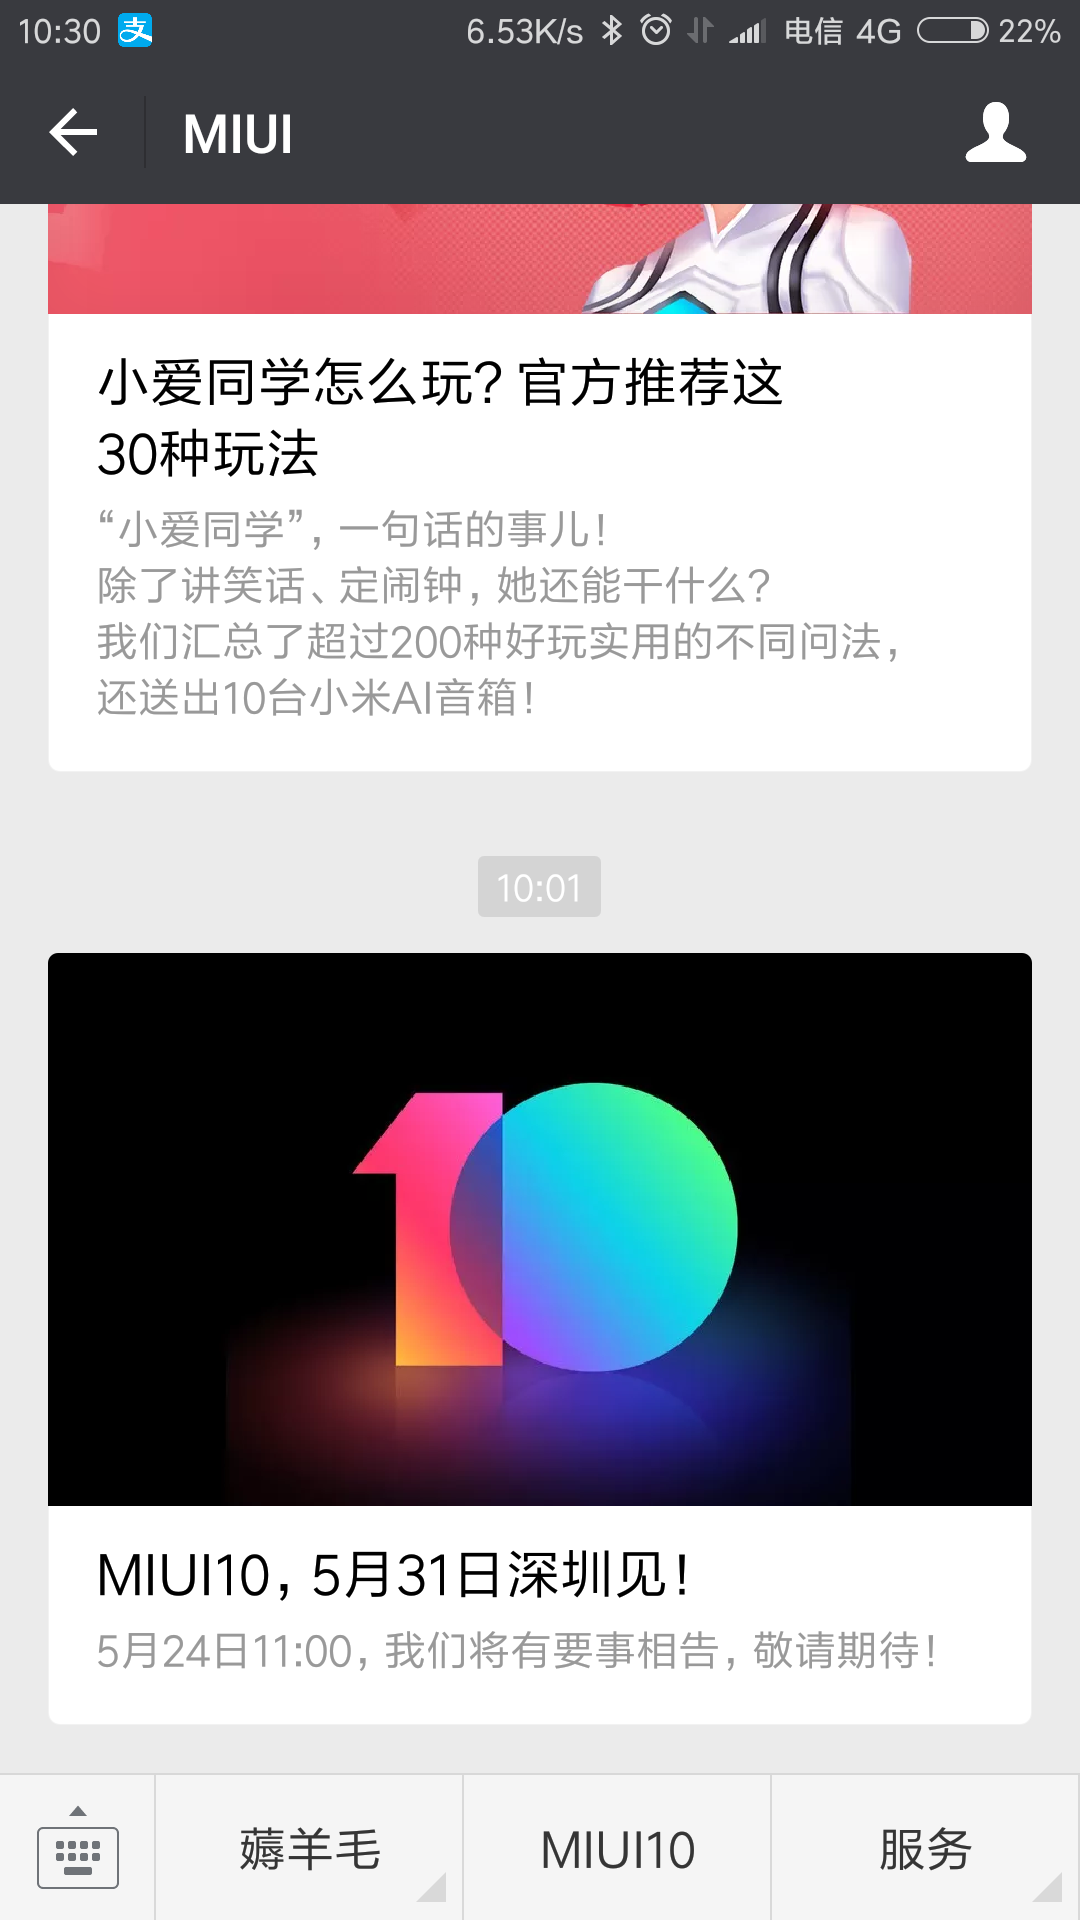 10:30 支 6.53K/s 电信 4G 22%
MIUI
小爱同学怎么玩？官方推荐这
30种玩法
“小爱同学”，一句话的事儿！
除了讲笑话、定闹钟，她还能干什么？
我们汇总了超过200种好玩实用的不同问法，
还送出10台小米AI音箱！
10:01
10
MIUI10，5月31日深圳见！
5月24日11:00，我们将有要事相告，敬请期待！
薅羊毛 MIUI10 服务